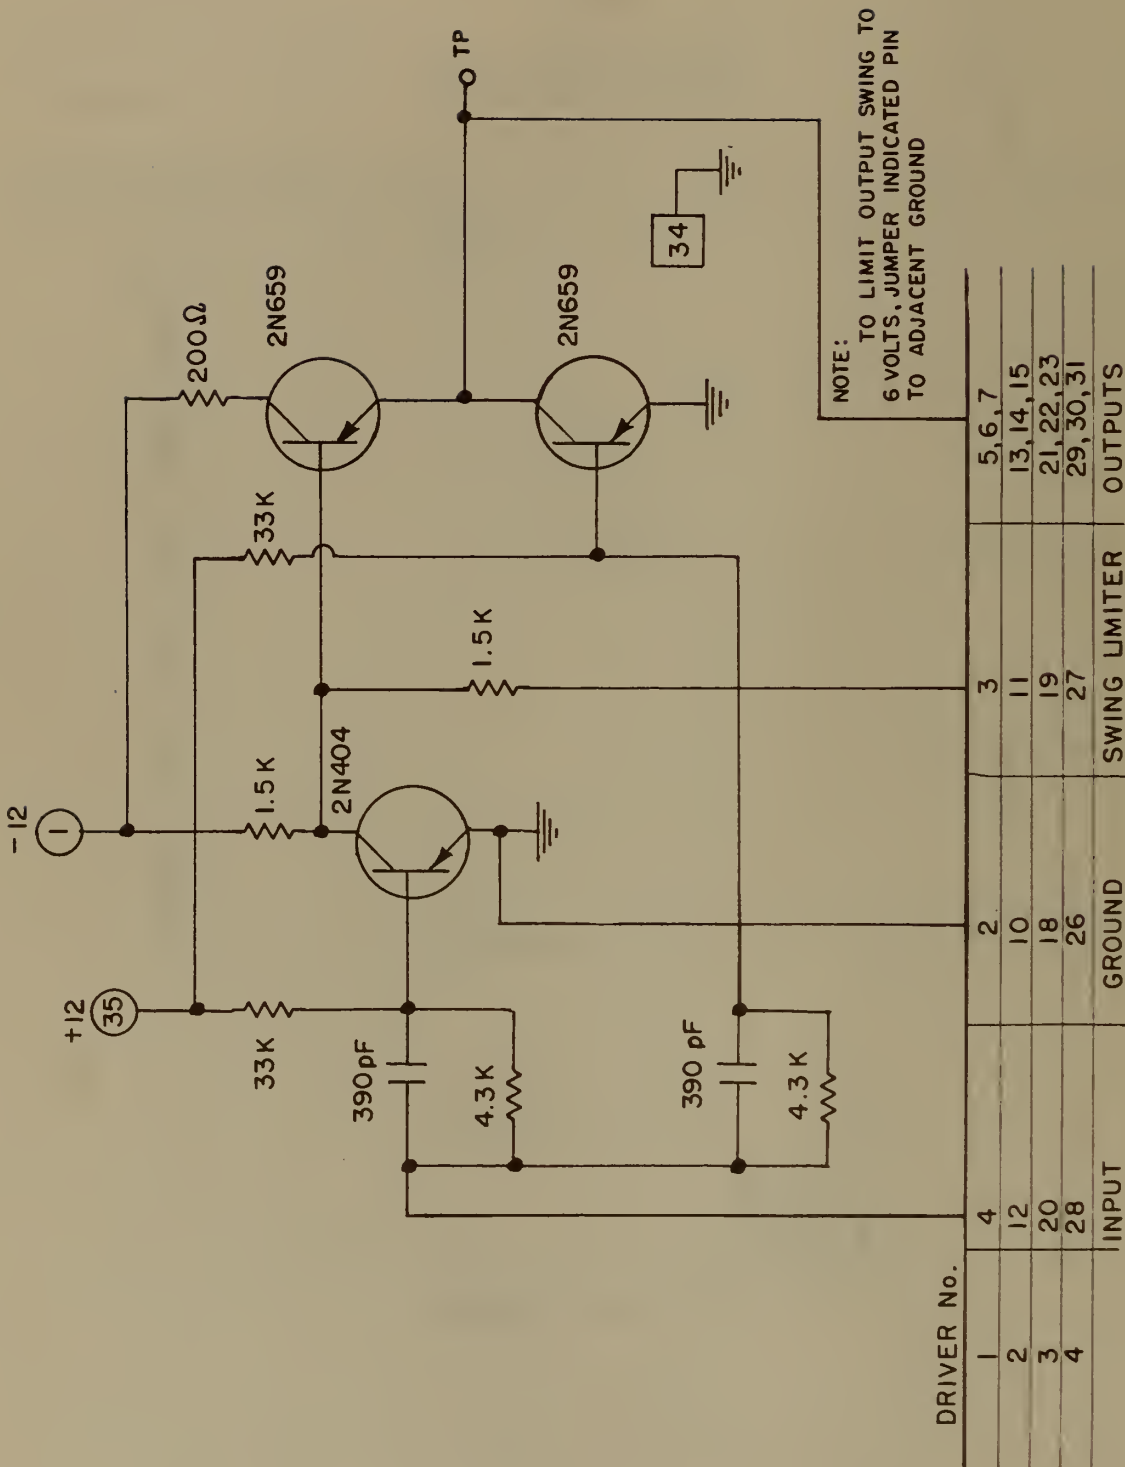 -12
1
+12
35
200Ω
2N659
33K
1.5K
2N404
33K
390pF
4.3K
1.5K
TP
2N659
34
390 pF
4.3K
NOTE:
TO LIMIT OUTPUT SWING TO
6 VOLTS, JUMPER INDICATED PIN
TO ADJACENT GROUND
DRIVER No.
1 4 2 3 5,6,7
2 12 10 11 13,14,15
3 20 18 19 21,22,23
4 28 26 27 29,30,31
INPUT GROUND SWING LIMITER OUTPUTS